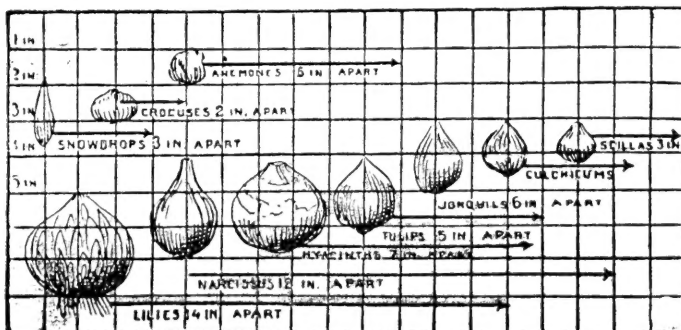 1 IN
2 IN
ANEMONES 6 IN APART
3 IN
CROCUSES 2 IN. APART
4 IN
SNOWDROPS 3 IN. APART
SCILLAS 3 IN
CULCHICUMS
5 IN
JONQUILS 6 IN APART
TULIPS 5 IN APART
HYACINTHS 7 IN. APART
NARCISSUS 12 IN. APART
LILIES 14 IN. APART